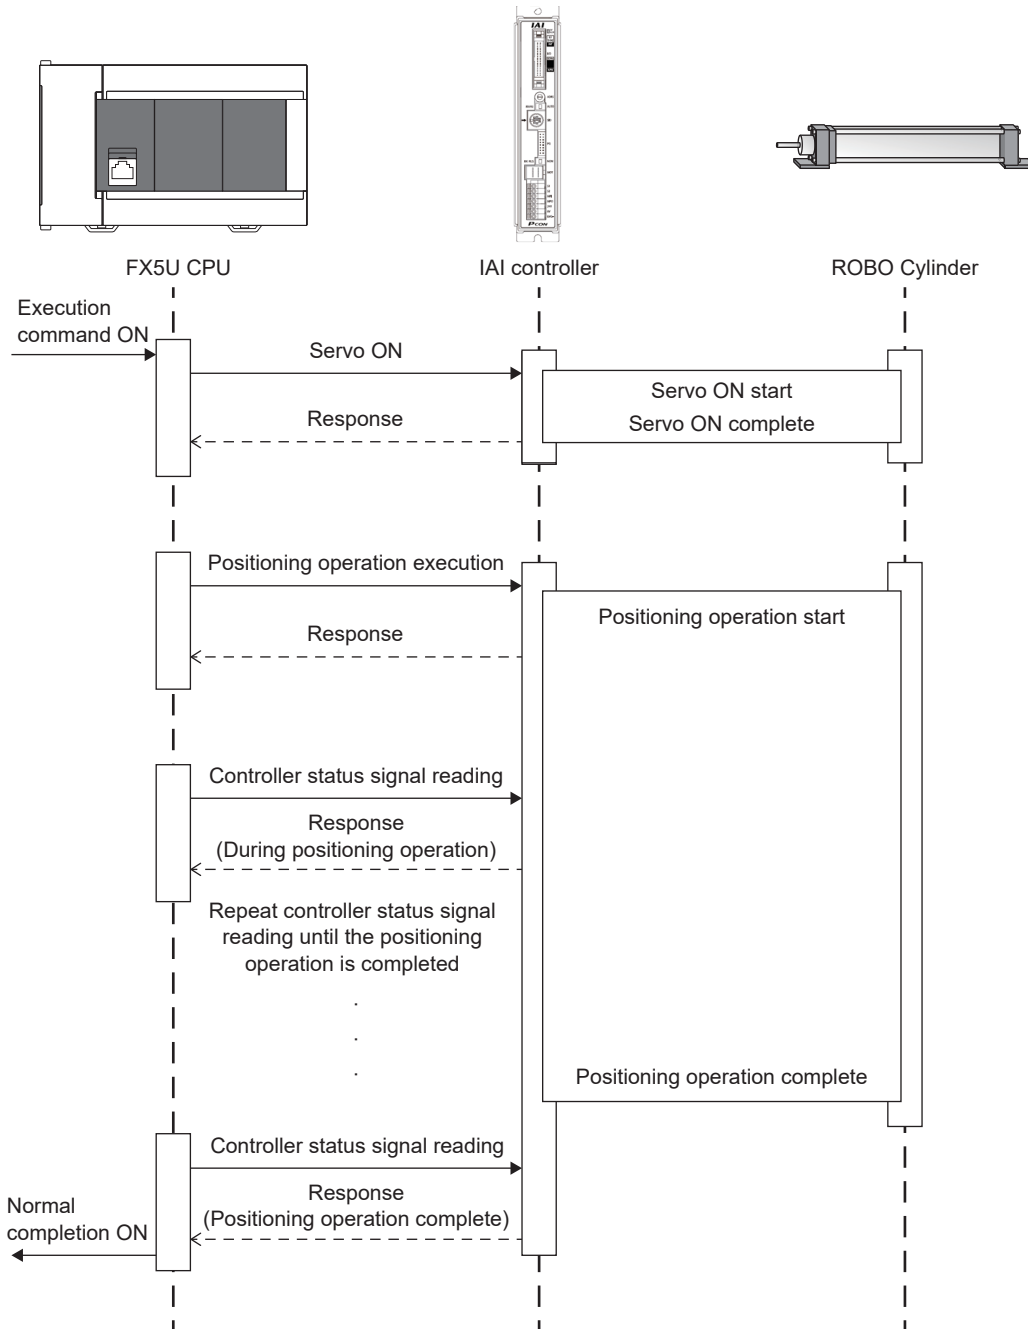 IAI
PCON
FX5U CPU
IAI controller
ROBO Cylinder
Execution
command ON
Servo ON
Servo ON start
Response
Servo ON complete
Positioning operation execution
Positioning operation start
Response
Controller status signal reading
Response
(During positioning operation)
Repeat controller status signal
reading until the positioning
operation is completed
.
.
.
Positioning operation complete
Controller status signal reading
Response
(Positioning operation complete)
Normal
completion ON